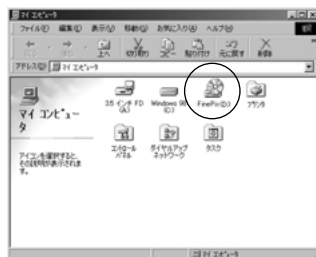 マイ コンピュータ
ファイル(F) 編集(E) 表示(V) 移動(G) お気に入り(A) ヘルプ(H)
上へ 切り取り コピー 貼り付け 元に戻す 削除
アドレス(D) マイ コンピュータ
マイ コンピュー
タ
アイコンを選択すると、
その説明が表示されま
す。
3.5 インチ FD
(A:)
Windows 98
(C:)
FinePix(D:)
プリンタ
コントロール
パネル
ダイヤルアップ
ネットワーク
タスク
マイ コンピュータ